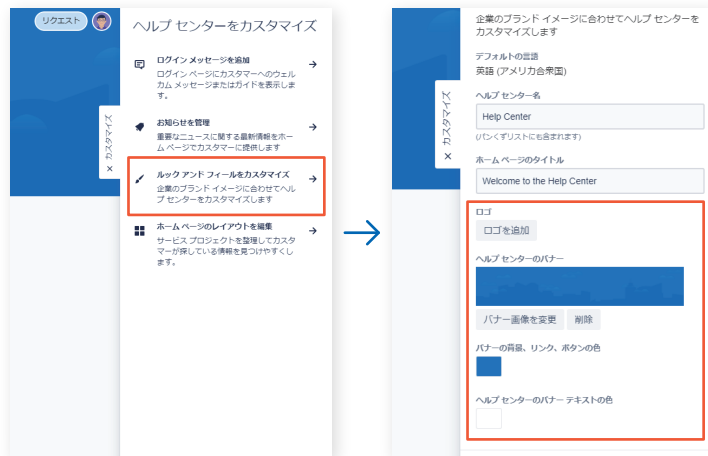 リクエスト
× カスタマイズ
ヘルプ センターをカスタマイズ
ログイン メッセージを追加
ログイン ページにカスタマーへのウェル
カム メッセージまたはガイドを表示しま
す。
お知らせを管理
重要なニュースに関する最新情報をホー
ム ページでカスタマーに提供します
ルック アンド フィールをカスタマイズ
企業のブランド イメージに合わせてヘル
プ センターをカスタマイズします
ホーム ページのレイアウトを編集
サービス プロジェクトを整理してカスタ
マーが探している情報を見つけやすくし
ます。
× カスタマイズ
企業のブランド イメージに合わせてヘルプ センターを
カスタマイズします
デフォルトの言語
英語 (アメリカ合衆国)
ヘルプ センター名
Help Center
(パンくずリストにも含まれます)
ホーム ページのタイトル
Welcome to the Help Center
ロゴ
ロゴを追加
ヘルプ センターのバナー
バナー画像を変更 削除
バナーの背景、リンク、ボタンの色
ヘルプ センターのバナー テキストの色